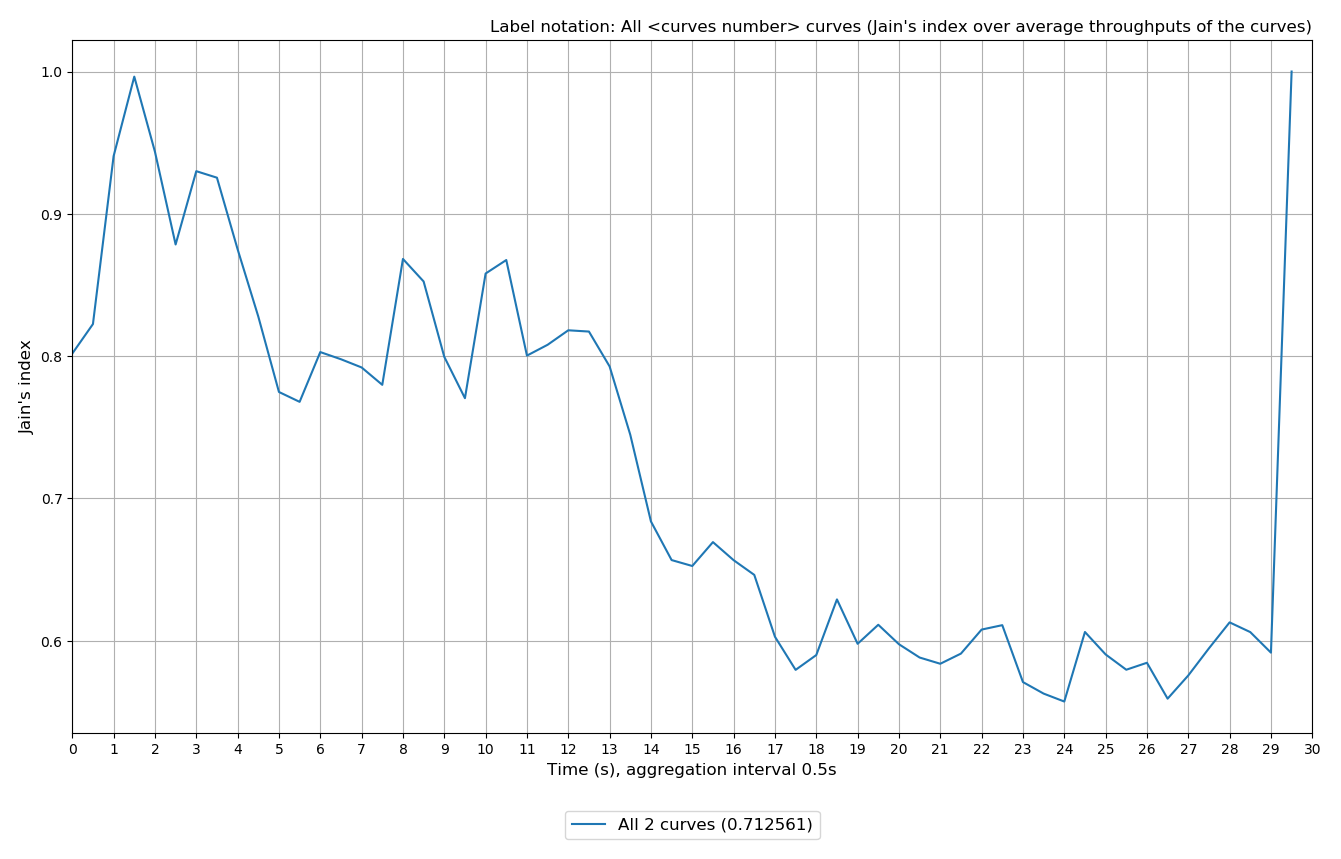 Label notation: All <curves number> curves (Jain's index over average throughputs of the curves)
1.0
0.9
0.8
0.7
0.6
Jain's index
0 1 2 3 4 5 6 7 8 9 10 11 12 13 14 15 16 17 18 19 20 21 22 23 24 25 26 27 28 29 30
Time (s), aggregation interval 0.5s
All 2 curves (0.712561)